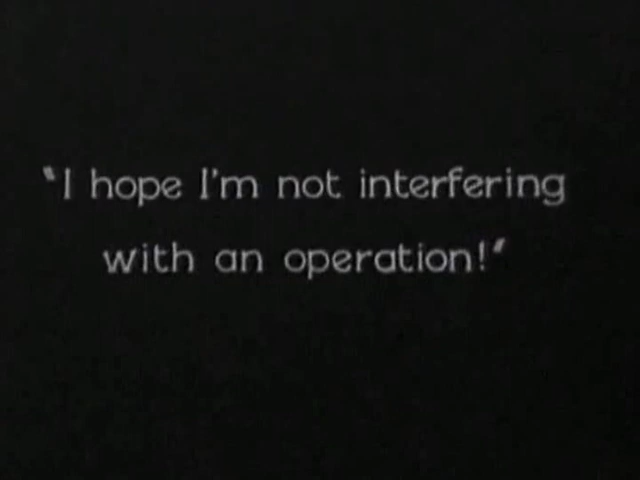 "I hope I'm not interfering
with an operation!"